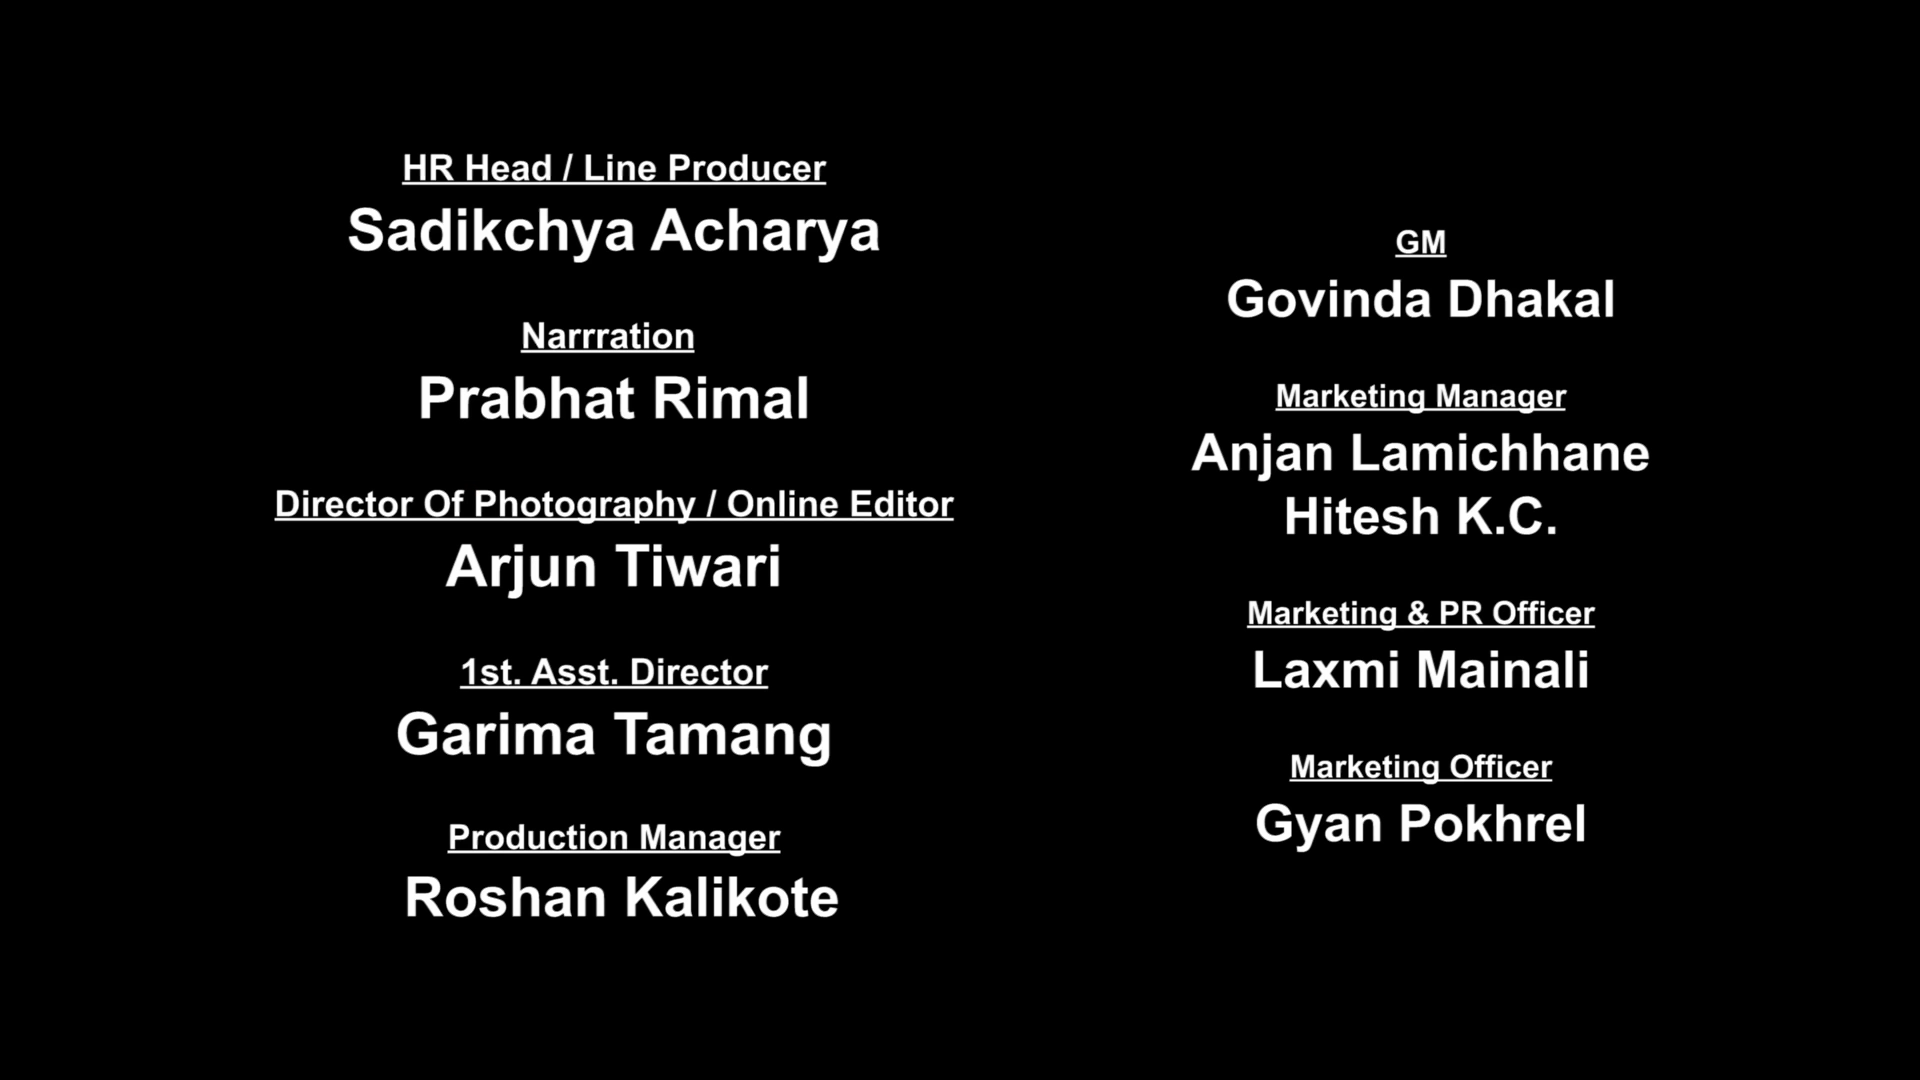 HR Head / Line Producer
Sadikchya Acharya
Narrration
Prabhat Rimal
Director Of Photography / Online Editor
Arjun Tiwari
1st. Asst. Director
Garima Tamang
Production Manager
Roshan Kalikote
GM
Govinda Dhakal
Marketing Manager
Anjan Lamichhane
Hitesh K.C.
Marketing & PR Officer
Laxmi Mainali
Marketing Officer
Gyan Pokhrel